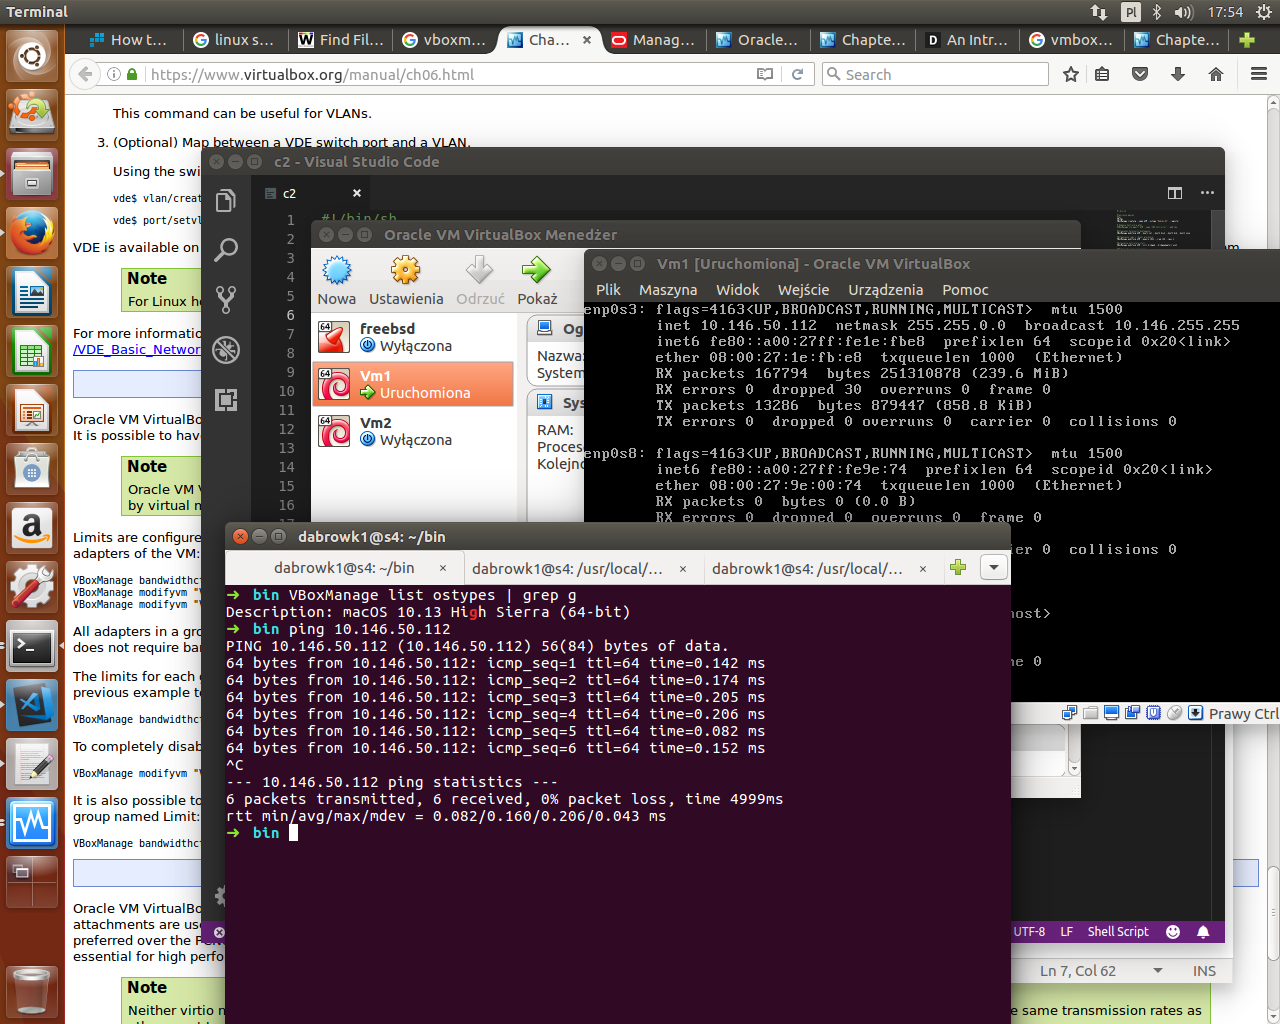 Terminal
Pl
17:54
How t...
linux s...
Find Fil...
vboxm...
Cha...
Manag...
Oracle...
Chapte...
An Intr...
vmbox...
Chapte...
https://www.virtualbox.org/manual/ch06.html
Search
This command can be useful for VLANs.
3. (Optional) Map between a VDE switch port and a VLAN.
Using the swi
vde$ vlan/creat
vde$ port/setvl
VDE is available on
Note
For Linux h
For more informatio
/VDE_Basic_Networ
Oracle VM VirtualBo
It is possible to hav
Note
Oracle VM V
by virtual m
Limits are configure
adapters of the VM:
VBoxManage bandwidthc
VBoxManage modifyvm "V
VBoxManage modifyvm "V
All adapters in a gro
does not require bar
The limits for each g
previous example to
VBoxManage bandwidthc
To completely disab
VBoxManage modifyvm "V
It is also possible to
group named Limit:
VBoxManage bandwidthc
Oracle VM VirtualBo
attachments are use
preferred over the
essential for high perfo
Note
Neither virtio n
e same transmission rates as
c2 - Visual Studio Code
c2
1
2
3
4
5
6
7
8
9
10
11
12
13
14
15
16
#!/bin/sh
UTF-8 LF Shell Script
Ln 7, Col 62 INS
Oracle VM VirtualBox Menedżer
Nowa Ustawienia Odrzuć Pokaż
freebsd
Wyłączona
Vm1
Uruchomiona
Vm2
Wyłączona
Og
Nazwa:
System
Sys
RAM:
Proces
Kolejno
Vm1 [Uruchomiona] - Oracle VM VirtualBox
Plik Maszyna Widok Wejście Urządzenia Pomoc
enp0s3: flags=4163<UP,BROADCAST,RUNNING,MULTICAST> mtu 1500
inet 10.146.50.112 netmask 255.255.0.0 broadcast 10.146.255.255
inet6 fe80::a00:27ff:fe1e:fbe8 prefixlen 64 scopeid 0x20<link>
ether 08:00:27:1e:fb:e8 txqueuelen 1000 (Ethernet)
RX packets 167794 bytes 251310878 (239.6 MiB)
RX errors 0 dropped 30 overruns 0 frame 0
TX packets 13286 bytes 879447 (858.8 KiB)
TX errors 0 dropped 0 overruns 0 carrier 0 collisions 0
enp0s8: flags=4163<UP,BROADCAST,RUNNING,MULTICAST> mtu 1500
inet6 fe80::a00:27ff:fe9e:74 prefixlen 64 scopeid 0x20<link>
ether 08:00:27:9e:00:74 txqueuelen 1000 (Ethernet)
RX packets 0 bytes 0 (0.0 B)
RX errors 0 dropped 0 overruns 0 frame 0
ier 0 collisions 0
host>
me 0
Prawy Ctrl
dabrowk1@s4: ~/bin
dabrowk1@s4: ~/bin × dabrowk1@s4: /usr/local/... × dabrowk1@s4: /usr/local/... ×
➜ bin VBoxManage list ostypes | grep g
Description: macOS 10.13 High Sierra (64-bit)
➜ bin ping 10.146.50.112
PING 10.146.50.112 (10.146.50.112) 56(84) bytes of data.
64 bytes from 10.146.50.112: icmp_seq=1 ttl=64 time=0.142 ms
64 bytes from 10.146.50.112: icmp_seq=2 ttl=64 time=0.174 ms
64 bytes from 10.146.50.112: icmp_seq=3 ttl=64 time=0.205 ms
64 bytes from 10.146.50.112: icmp_seq=4 ttl=64 time=0.206 ms
64 bytes from 10.146.50.112: icmp_seq=5 ttl=64 time=0.082 ms
64 bytes from 10.146.50.112: icmp_seq=6 ttl=64 time=0.152 ms
^C
--- 10.146.50.112 ping statistics ---
6 packets transmitted, 6 received, 0% packet loss, time 4999ms
rtt min/avg/max/mdev = 0.082/0.160/0.206/0.043 ms
➜ bin